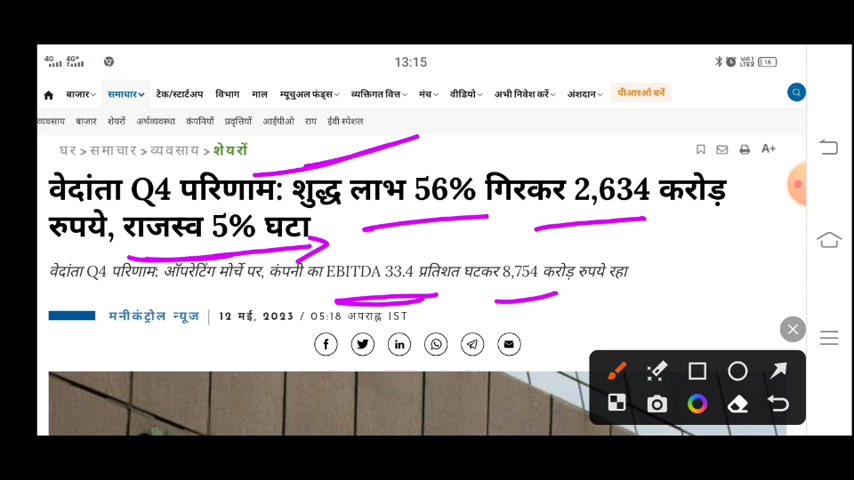 13:15
बाजार समाचार टेक/स्टार्टअप विभाग माल म्यूचुअल फंड्स व्यक्तिगत वित्त मंच वीडियो अभी निवेश करें अंशदान पीआरओ बनें
व्यवसाय बाजार शेयरों अर्थव्यवस्था कंपनियों प्रवृत्तियों आईपीओ राय ईवी स्पेशल
घर > समाचार > व्यवसाय > शेयरों
A+
वेदांता Q4 परिणाम: शुद्ध लाभ 56% गिरकर 2,634 करोड़
रुपये, राजस्व 5% घटा
वेदांता Q4 परिणाम: ऑपरेटिंग मोर्चे पर, कंपनी का EBITDA 33.4 प्रतिशत घटकर 8,754 करोड़ रुपये रहा
मनीकंट्रोल न्यूज | 12 मई, 2023 / 05:18 अपराह्न IST